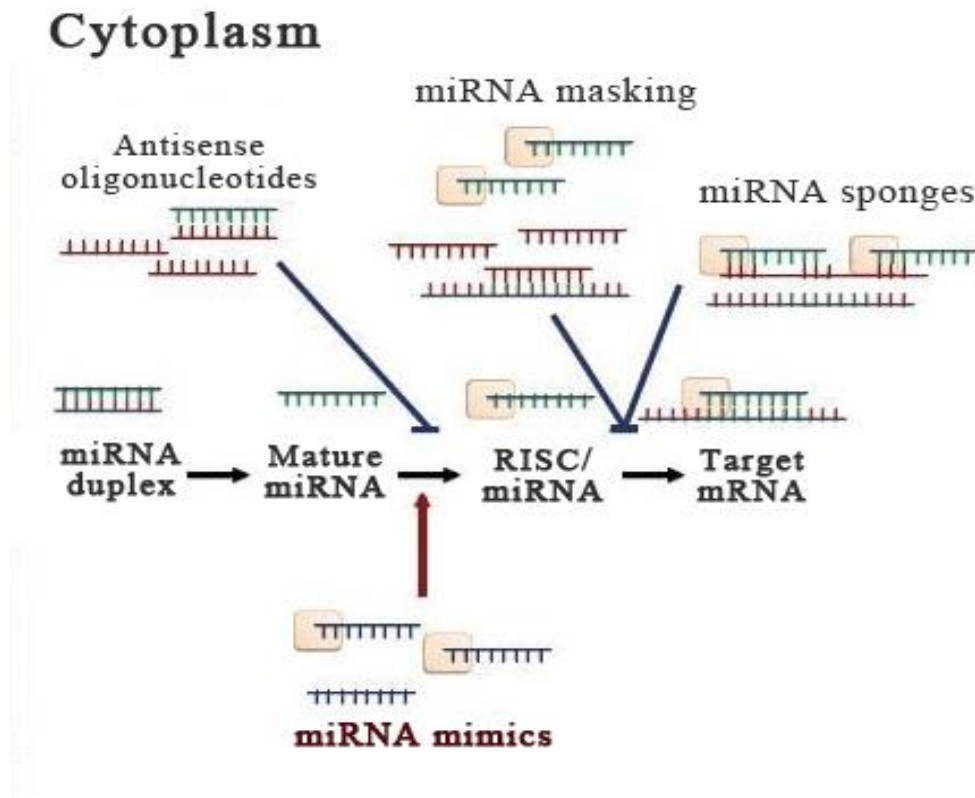 Cytoplasm
miRNA masking
Antisense
oligonucleotides
miRNA sponges
miRNA
duplex
Mature
miRNA
RISC/
miRNA
Target
mRNA
miRNA mimics